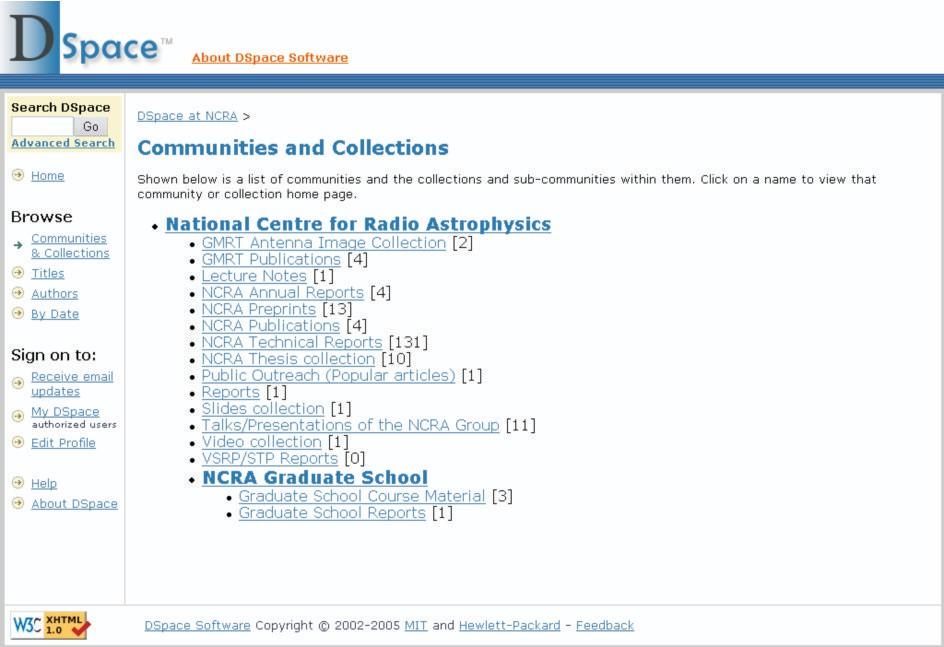 DSpace™
About DSpace Software
Search DSpace
Go
Advanced Search
Home
Browse
Communities
& Collections
Titles
Authors
By Date
Sign on to:
Receive email
updates
My DSpace
authorized users
Edit Profile
Help
About DSpace
DSpace at NCRA >
Communities and Collections
Shown below is a list of communities and the collections and sub-communities within them. Click on a name to view that
community or collection home page.
National Centre for Radio Astrophysics
GMRT Antenna Image Collection [2]
GMRT Publications [4]
Lecture Notes [1]
NCRA Annual Reports [4]
NCRA Preprints [13]
NCRA Publications [4]
NCRA Technical Reports [131]
NCRA Thesis collection [10]
Public Outreach (Popular articles) [1]
Reports [1]
Slides collection [1]
Talks/Presentations of the NCRA Group [11]
Video collection [1]
VSRP/STP Reports [0]
NCRA Graduate School
Graduate School Course Material [3]
Graduate School Reports [1]
W3C XHTML 1.0
DSpace Software Copyright © 2002-2005 MIT and Hewlett-Packard - Feedback